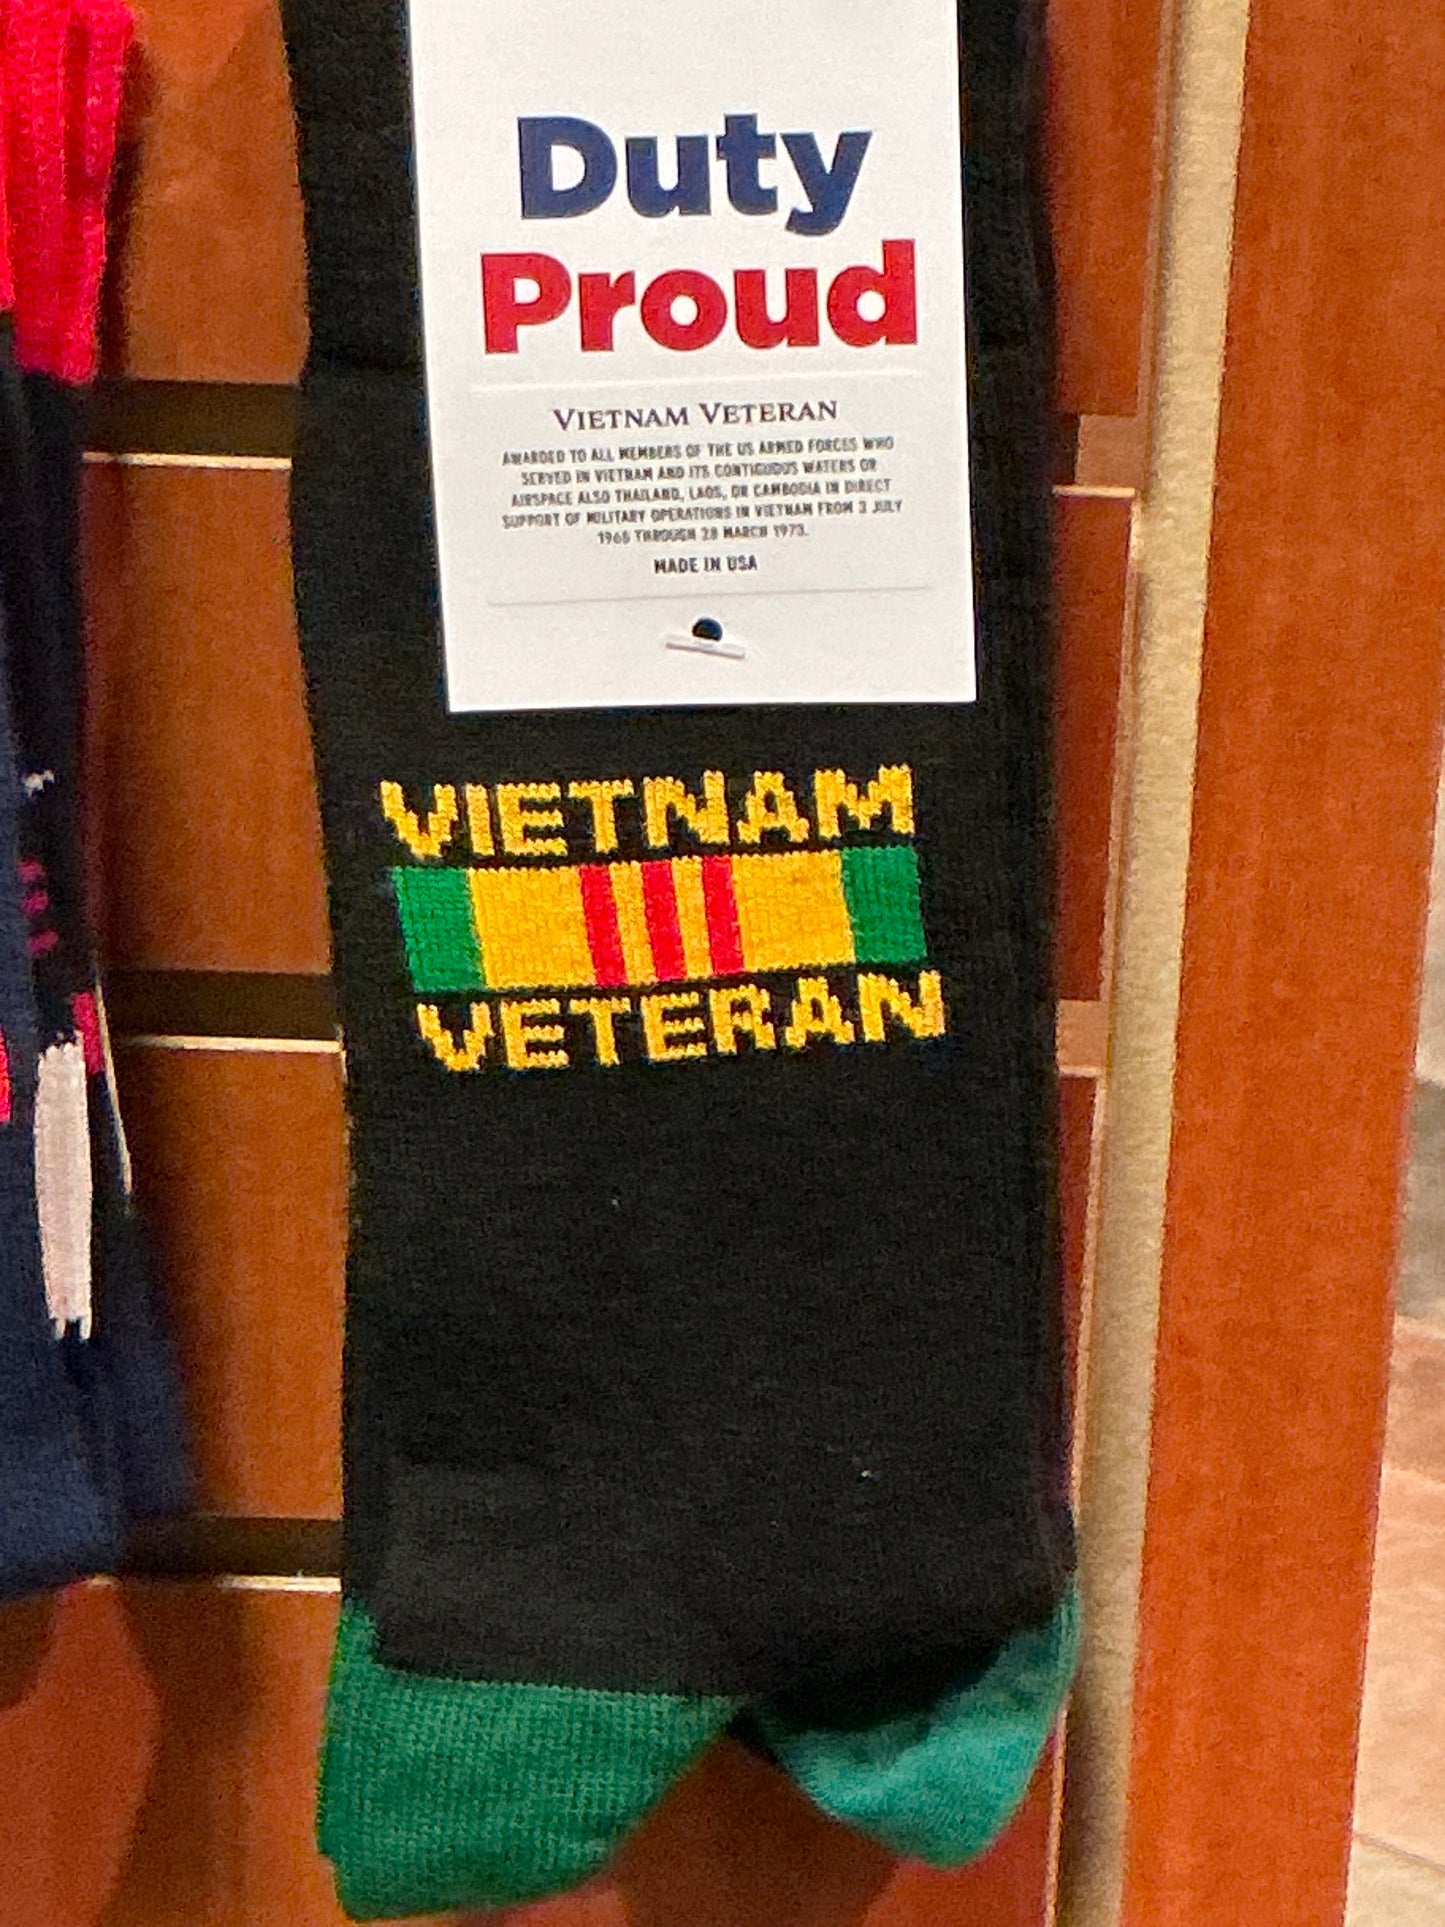 Duty
Proud
VIETNAM VETERAN
AWARDED TO ALL MEMBERS OF THE US ARMED FORCES WHO
SERVED IN VIETNAM AND ITS CONTIGUOUS WATERS OR
AIRSPACE ALSO THAILAND, LAOS, OR CAMBODIA IN DIRECT
SUPPORT OF MILITARY OPERATIONS IN VIETNAM FROM 3 JULY
1965 THROUGH 28 MARCH 1973.
MADE IN USA
VIETNAM
VETERAN